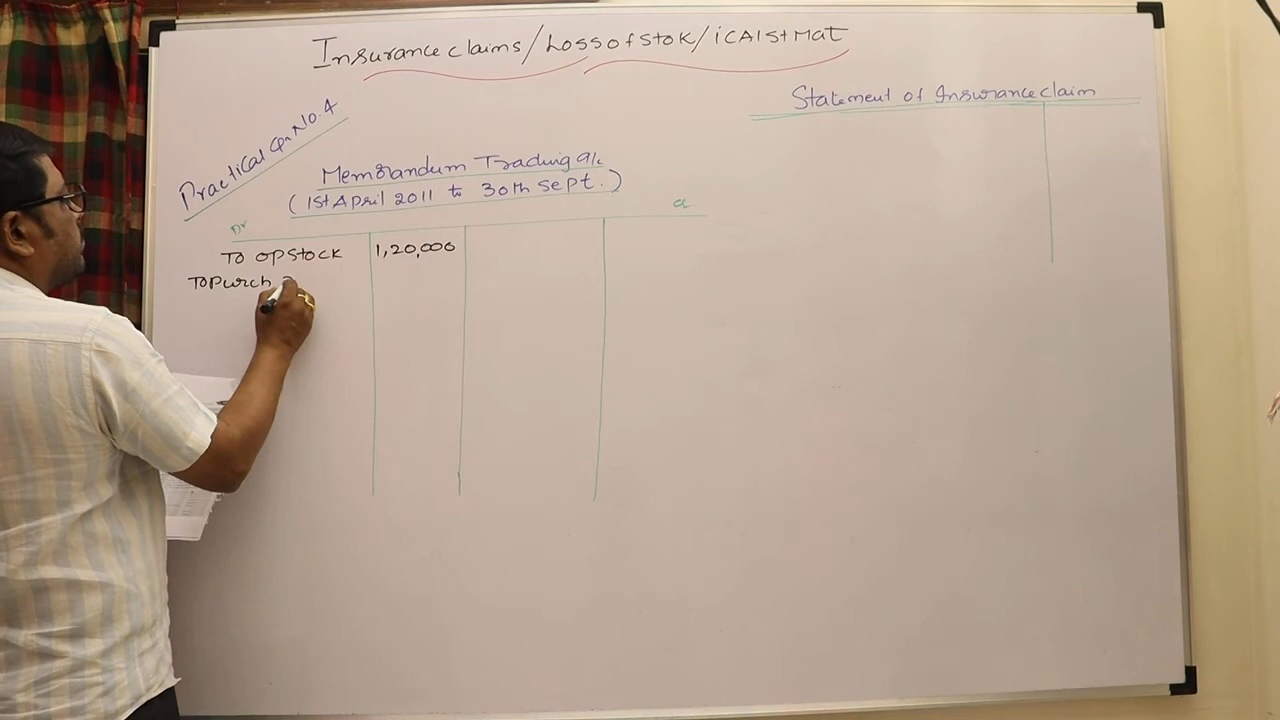 Insurance claims/Loss of Stok/iCAI St Mat
Statement of Insurance claim
Practical Qn No. 4
Memorandum Trading a/c
(1st April 2011 to 30th Sept.)
Dr
Cr
To OP Stock 1,20,000
To Purch